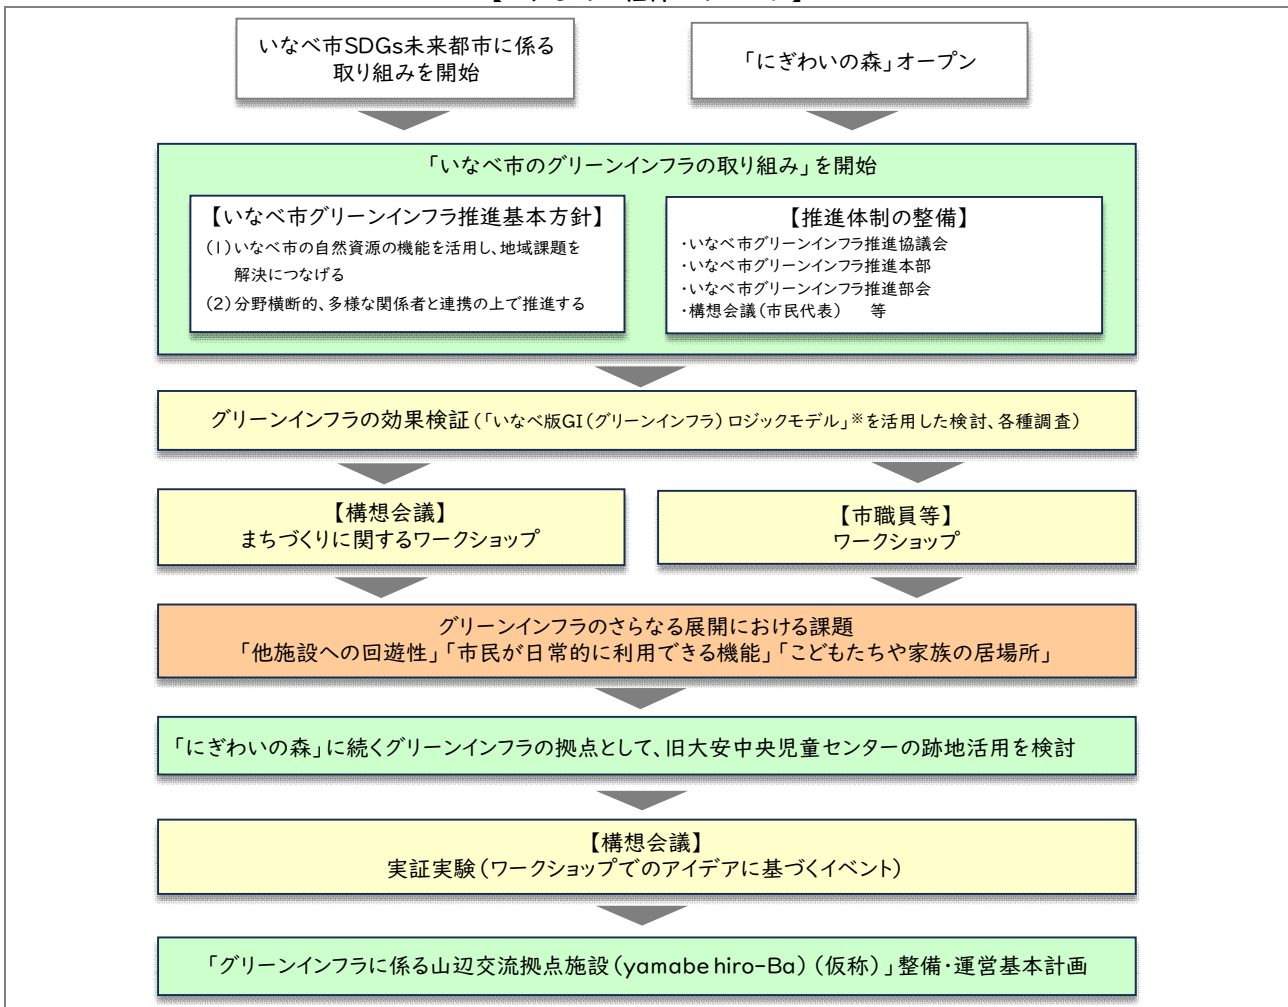 いなべ市SDGs未来都市に係る
取り組みを開始
「にぎわいの森」オープン
「いなべ市のグリーンインフラの取り組み」を開始
【いなべ市グリーンインフラ推進基本方針】
(1)いなべ市の自然資源の機能を活用し、地域課題を
解決につなげる
(2)分野横断的、多様な関係者と連携の上で推進する
【推進体制の整備】
・いなべ市グリーンインフラ推進協議会
・いなべ市グリーンインフラ推進本部
・いなべ市グリーンインフラ推進部会
・構想会議(市民代表) 等
グリーンインフラの効果検証(「いなべ版GI(グリーンインフラ)ロジックモデル」※を活用した検討、各種調査)
【構想会議】
まちづくりに関するワークショップ
【市職員等】
ワークショップ
グリーンインフラのさらなる展開における課題
「他施設への回遊性」「市民が日常的に利用できる機能」「こどもたちや家族の居場所」
「にぎわいの森」に続くグリーンインフラの拠点として、旧大安中央児童センターの跡地活用を検討
【構想会議】
実証実験(ワークショップでのアイデアに基づくイベント)
「グリーンインフラに係る山辺交流拠点施設(yamabe hiro-Ba)(仮称)」整備・運営基本計画